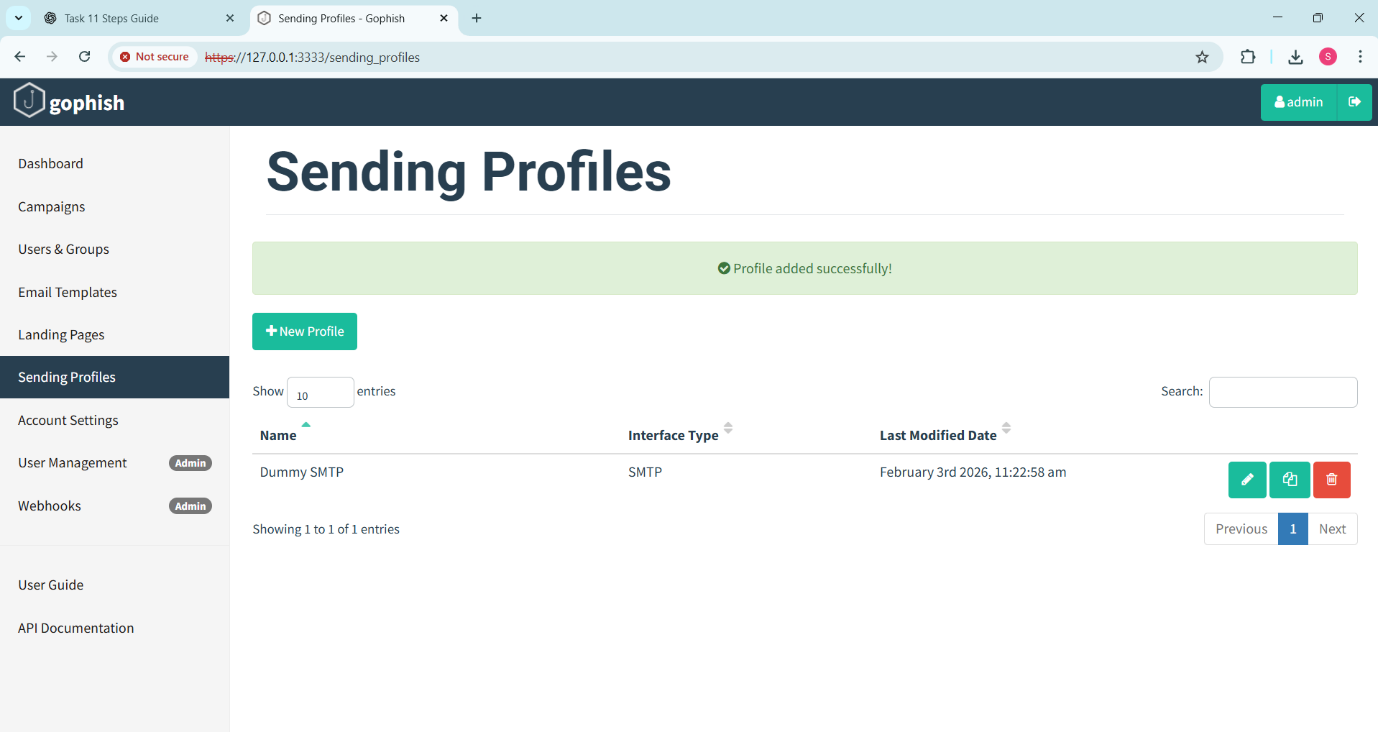 Task 11 Steps Guide
Sending Profiles - Gophish
Not secure
https://127.0.0.1:3333/sending_profiles
S
gophish
admin
Dashboard
Campaigns
Users & Groups
Email Templates
Landing Pages
Sending Profiles
Account Settings
User Management Admin
Webhooks Admin
User Guide
API Documentation
Sending Profiles
Profile added successfully!
New Profile
Show 10 entries
Search:
Name Interface Type Last Modified Date
Dummy SMTP SMTP February 3rd 2026, 11:22:58 am
Showing 1 to 1 of 1 entries
Previous 1 Next